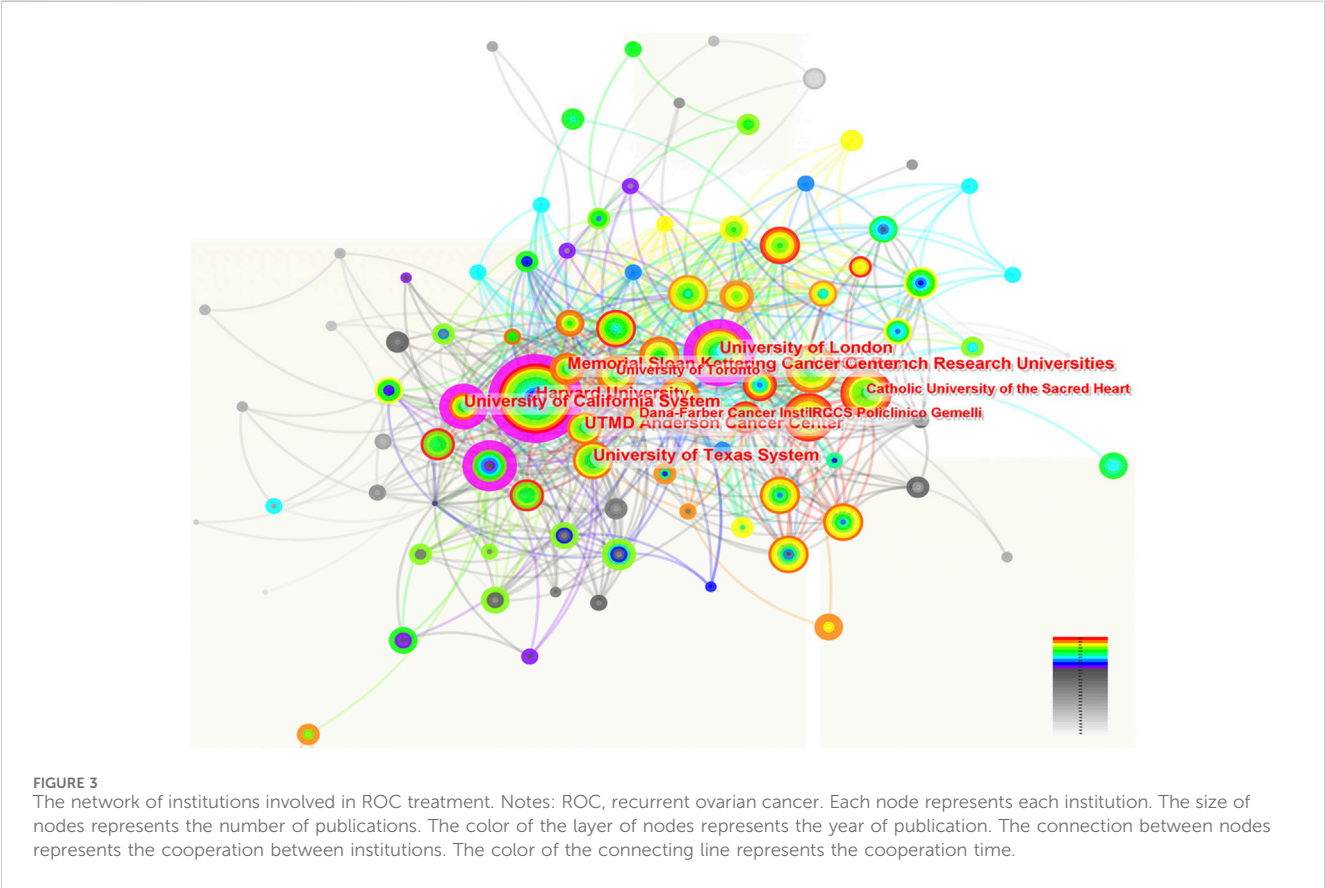 University of London
Memorial Sloan Kettering Cancer Center
Research Universities
University of Toronto
Catholic University of the Sacred Heart
Harvard University
University of California System
Dana-Farber Cancer
IRCCS Policlinico Gemelli
UTMD Anderson Cancer Center
University of Texas System
FIGURE 3
The network of institutions involved in ROC treatment. Notes: ROC, recurrent ovarian cancer. Each node represents each institution. The size of
nodes represents the number of publications. The color of the layer of nodes represents the year of publication. The connection between nodes
represents the cooperation between institutions. The color of the connecting line represents the cooperation time.